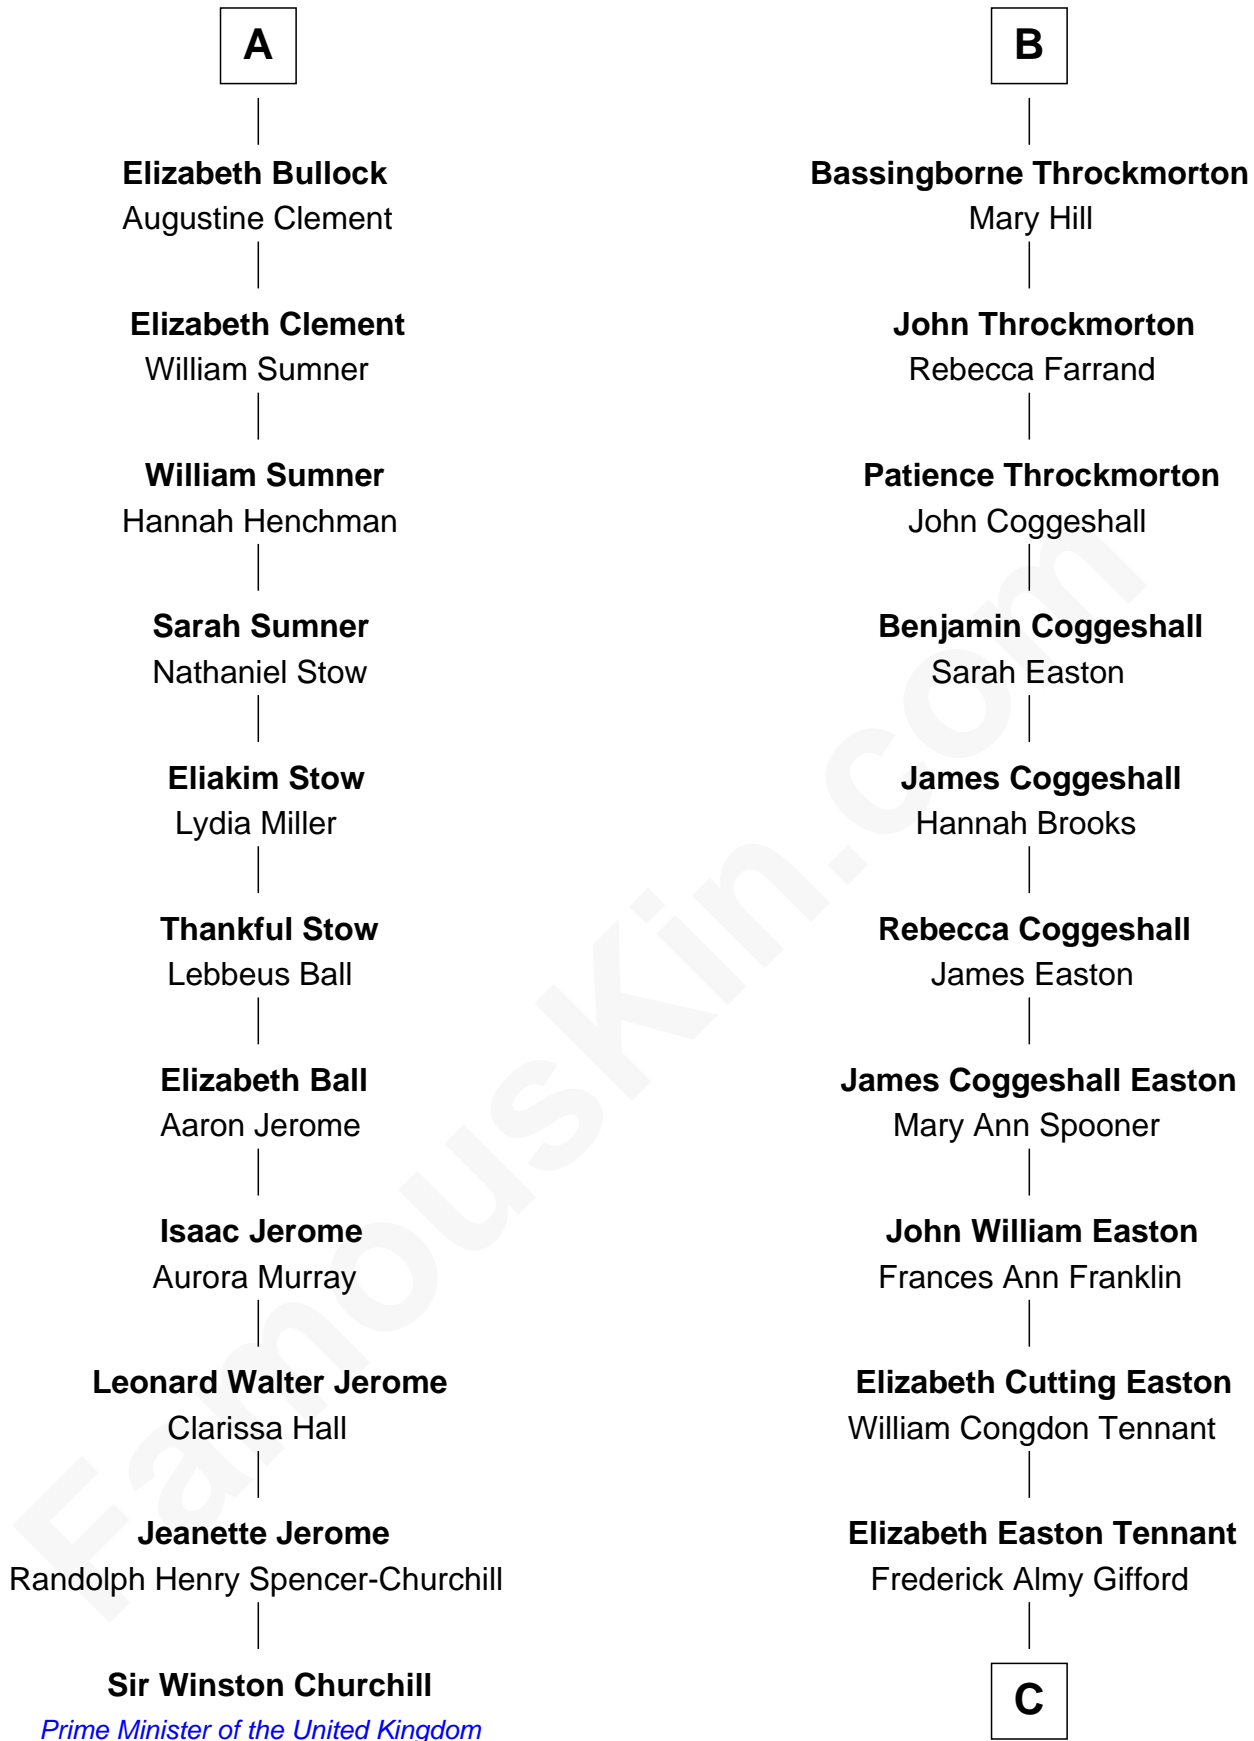 A
Elizabeth Bullock
Augustine Clement
Elizabeth Clement
William Sumner
William Sumner
Hannah Henchman
Sarah Sumner
Nathaniel Stow
Eliakim Stow
Lydia Miller
Thankful Stow
Lebbeus Ball
Elizabeth Ball
Aaron Jerome
Isaac Jerome
Aurora Murray
Leonard Walter Jerome
Clarissa Hall
Jeanette Jerome
Randolph Henry Spencer-Churchill
Sir Winston Churchill
Prime Minister of the United Kingdom
B
Bassingborne Throckmorton
Mary Hill
John Throckmorton
Rebecca Farrand
Patience Throckmorton
John Coggeshall
Benjamin Coggeshall
Sarah Easton
James Coggeshall
Hannah Brooks
Rebecca Coggeshall
James Easton
James Coggeshall Easton
Mary Ann Spooner
John William Easton
Frances Ann Franklin
Elizabeth Cutting Easton
William Congdon Tennant
Elizabeth Easton Tennant
Frederick Almy Gifford
C
FamousKin.com